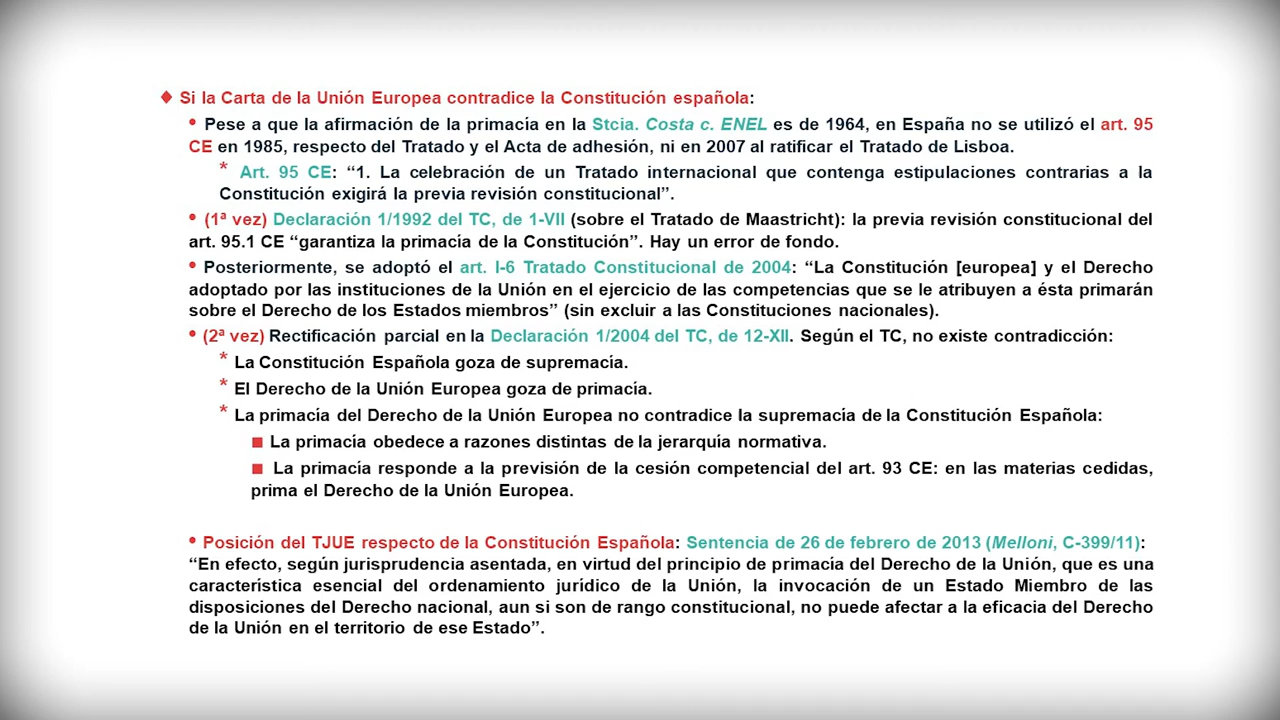 ♦ Si la Carta de la Unión Europea contradice la Constitución española:
• Pese a que la afirmación de la primacía en la Stcia. Costa c. ENEL es de 1964, en España no se utilizó el art. 95
CE en 1985, respecto del Tratado y el Acta de adhesión, ni en 2007 al ratificar el Tratado de Lisboa.
* Art. 95 CE: “1. La celebración de un Tratado internacional que contenga estipulaciones contrarias a la
Constitución exigirá la previa revisión constitucional”.
• (1ª vez) Declaración 1/1992 del TC, de 1-VII (sobre el Tratado de Maastricht): la previa revisión constitucional del
art. 95.1 CE “garantiza la primacía de la Constitución”. Hay un error de fondo.
• Posteriormente, se adoptó el art. I-6 Tratado Constitucional de 2004: “La Constitución [europea] y el Derecho
adoptado por las instituciones de la Unión en el ejercicio de las competencias que se le atribuyen a ésta primarán
sobre el Derecho de los Estados miembros” (sin excluir a las Constituciones nacionales).
• (2ª vez) Rectificación parcial en la Declaración 1/2004 del TC, de 12-XII. Según el TC, no existe contradicción:
* La Constitución Española goza de supremacía.
* El Derecho de la Unión Europea goza de primacía.
* La primacía del Derecho de la Unión Europea no contradice la supremacía de la Constitución Española:
■ La primacía obedece a razones distintas de la jerarquía normativa.
■ La primacía responde a la previsión de la cesión competencial del art. 93 CE: en las materias cedidas,
prima el Derecho de la Unión Europea.
• Posición del TJUE respecto de la Constitución Española: Sentencia de 26 de febrero de 2013 (Melloni, C-399/11):
“En efecto, según jurisprudencia asentada, en virtud del principio de primacía del Derecho de la Unión, que es una
característica esencial del ordenamiento jurídico de la Unión, la invocación de un Estado Miembro de las
disposiciones del Derecho nacional, aun si son de rango constitucional, no puede afectar a la eficacia del Derecho
de la Unión en el territorio de ese Estado”.